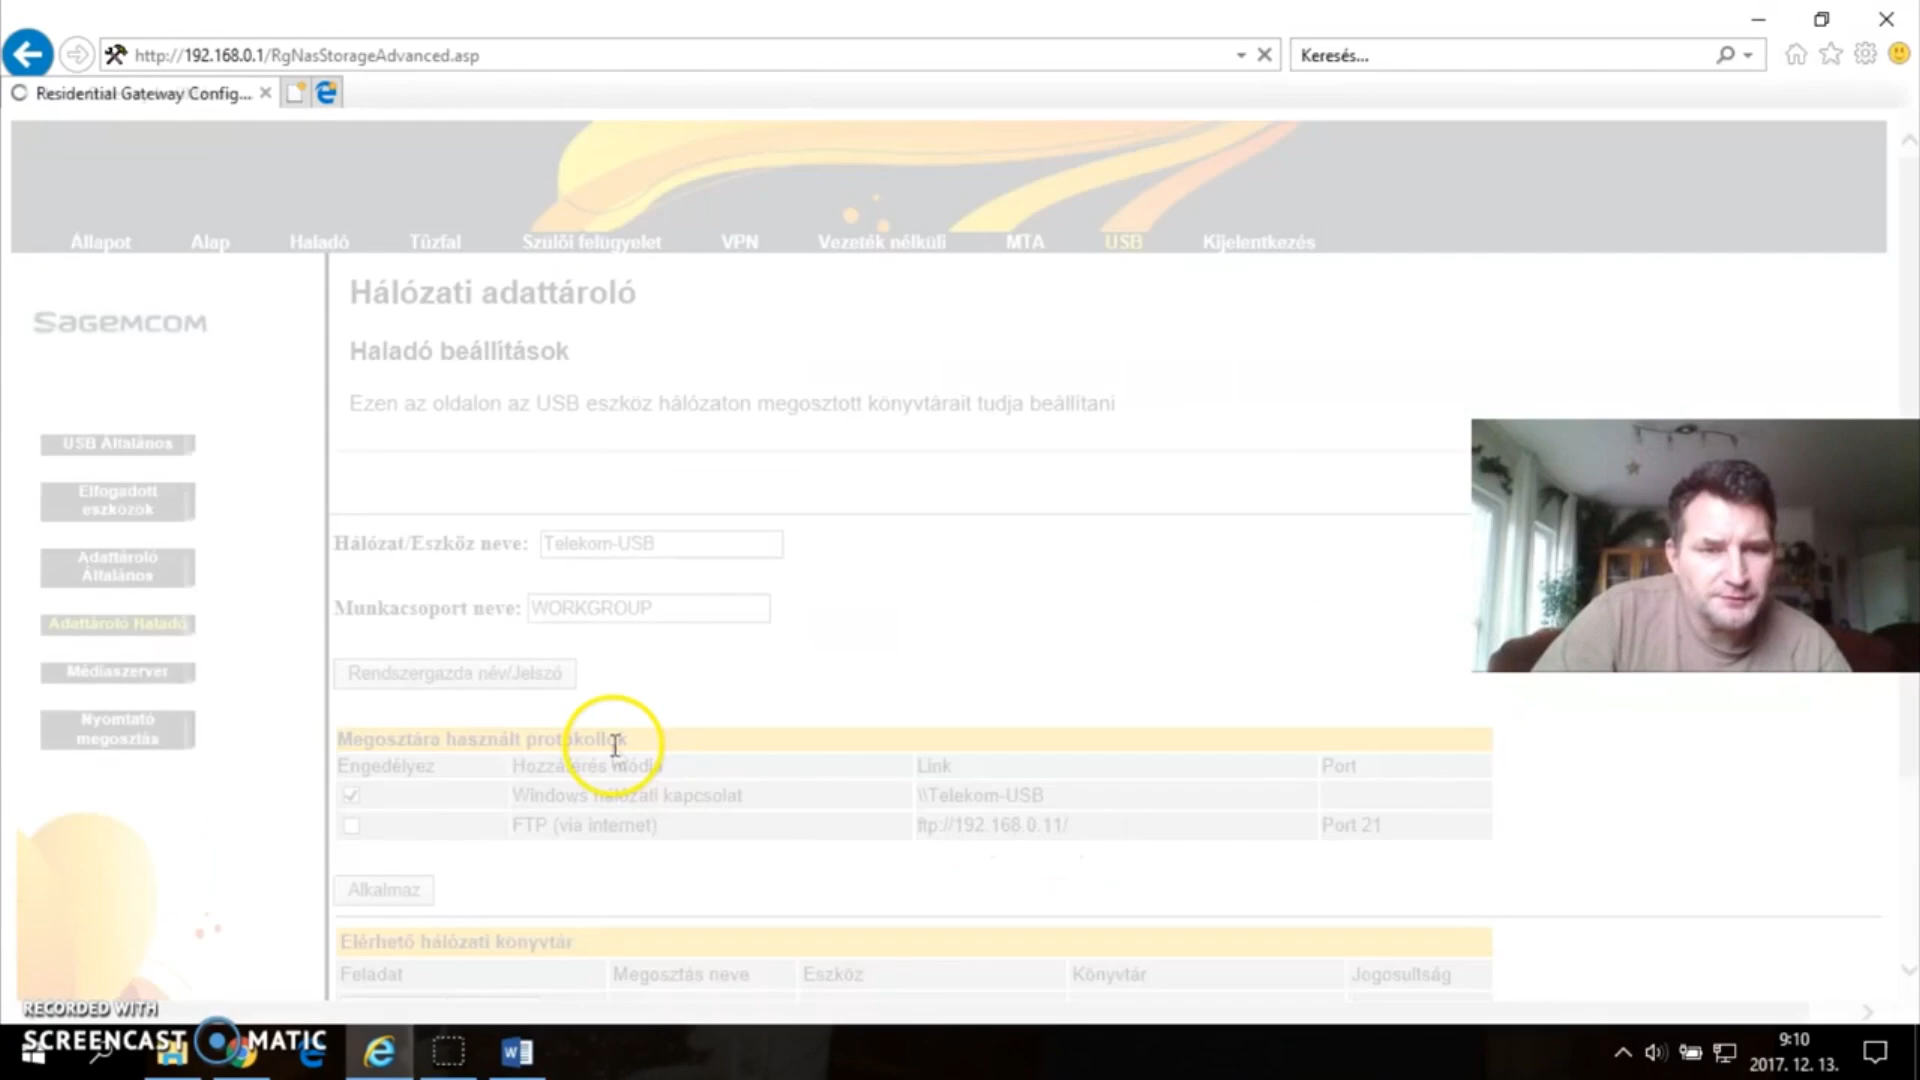 http://192.168.0.1/RgNasStorageAdvanced.asp
Keresés...
Residential Gateway Config...
Állapot
Alap
Haladó
Tűzfal
Szülői felügyelet
VPN
Vezeték nélküli
MTA
USB
Kijelentkezés
SAGEMCOM
Hálózati adattároló
Haladó beállítások
Ezen az oldalon az USB eszköz hálózaton megosztott könyvtárait tudja beállítani
USB Általános
Elfogadott
eszközök
Adattároló
Általános
Adattároló Haladó
Médiaszerver
Nyomtató
megosztás
Hálózat/Eszköz neve: Telekom-USB
Munkacsoport neve: WORKGROUP
Rendszergazda név/Jelszó
Megosztára használt protokollok
Engedélyez Hozzáférés módja Link Port
Windows hálózati kapcsolat \\Telekom-USB
FTP (via internet) ftp://192.168.0.11/ Port 21
Alkalmaz
Elérhető hálózati könyvtár
Feladat Megosztás neve Eszköz Könyvtár Jogosultság
RECORDED WITH
SCREENCAST MATIC
9:10
2017. 12. 13.